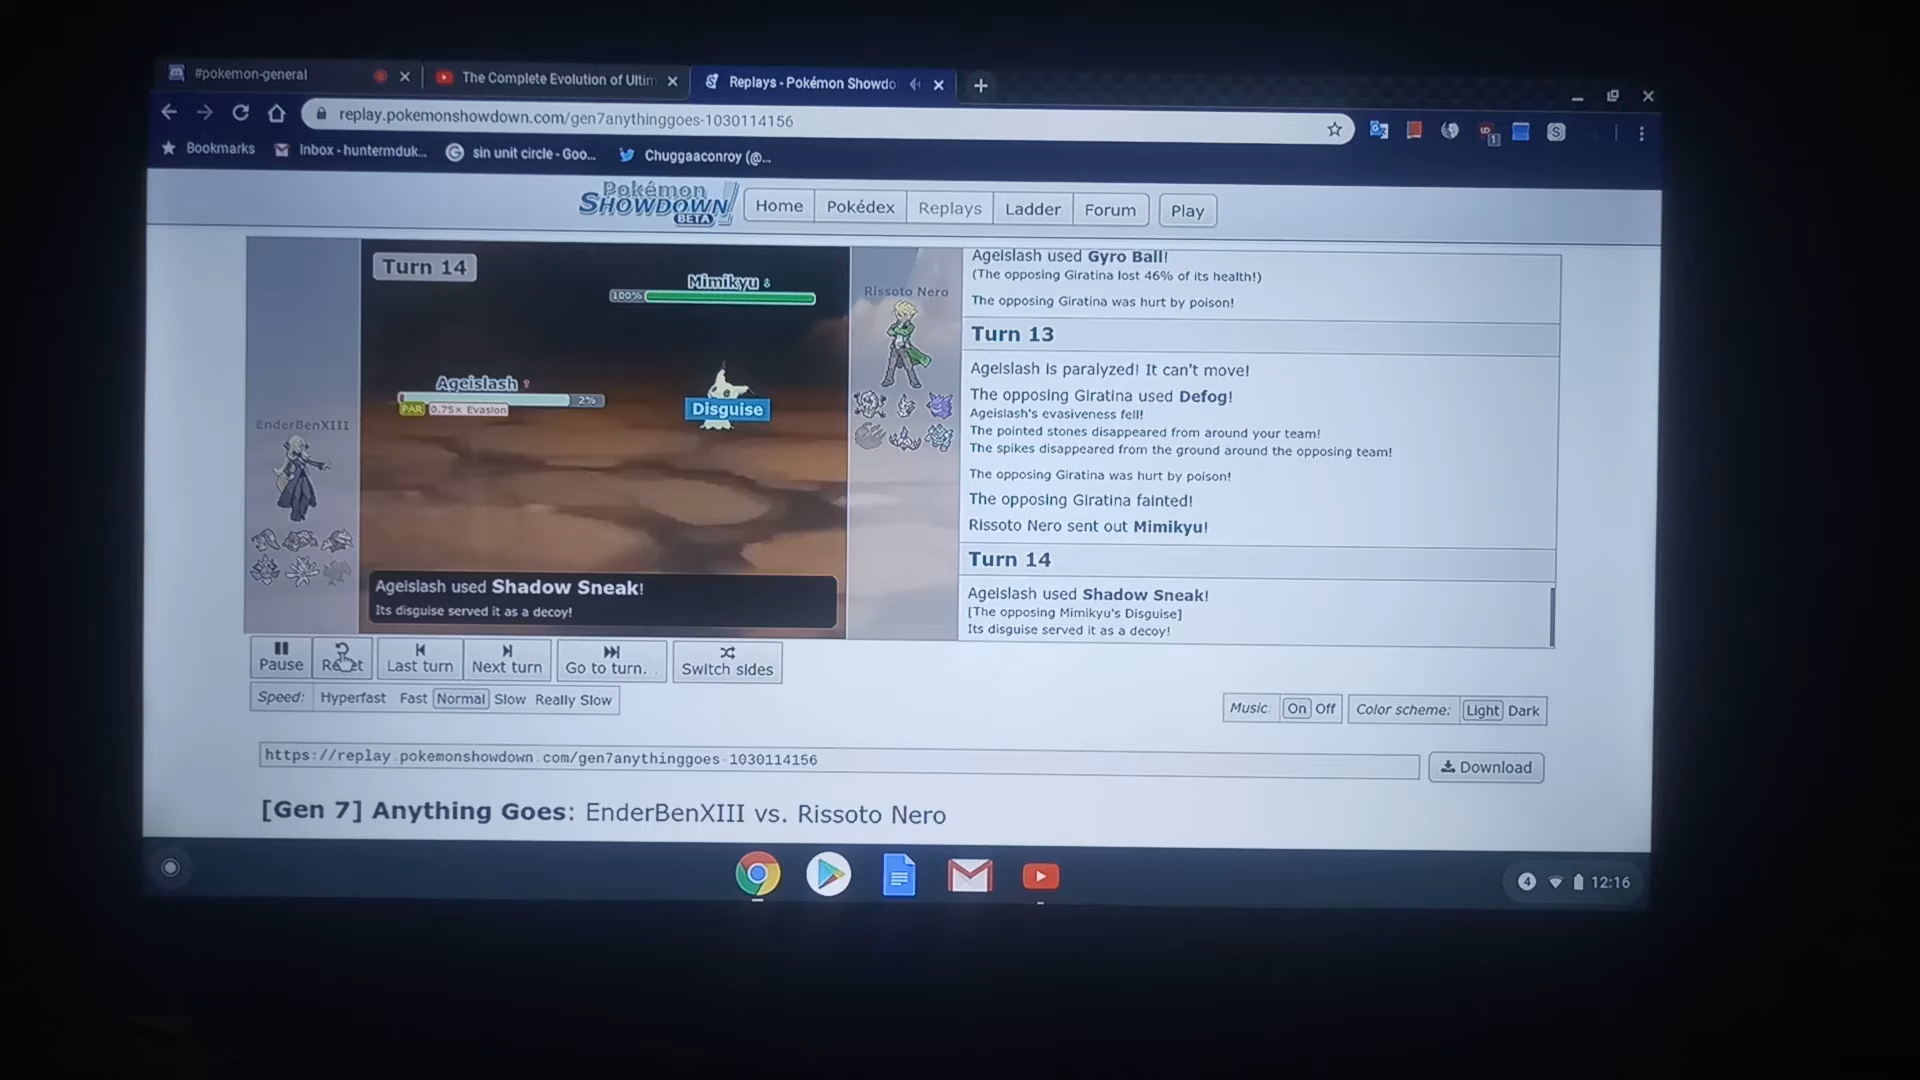 #pokemon-general
The Complete Evolution of Ultim
Replays - Pokémon Showdo
replay.pokemonshowdown.com/gen7anythinggoes-1030114156
Bookmarks
Inbox - huntermduk...
sin unit circle - Goo...
Chuggaaconroy (@...
Pokémon
SHOWDOWN
BETA
Home
Pokédex
Replays
Ladder
Forum
Play
Turn 14
Mimikyu
100%
Ageislash
2%
PAR
0.75× Evasion
Disguise
EnderBenXIII
Rissoto Nero
Ageislash used Shadow Sneak!
Its disguise served it as a decoy!
Ageislash used Gyro Ball!
(The opposing Giratina lost 46% of its health!)
The opposing Giratina was hurt by poison!
Turn 13
Ageislash is paralyzed! It can't move!
The opposing Giratina used Defog!
Ageislash's evasiveness fell!
The pointed stones disappeared from around your team!
The spikes disappeared from the ground around the opposing team!
The opposing Giratina was hurt by poison!
The opposing Giratina fainted!
Rissoto Nero sent out Mimikyu!
Turn 14
Ageislash used Shadow Sneak!
[The opposing Mimikyu's Disguise]
Its disguise served it as a decoy!
Pause
Reset
Last turn
Next turn
Go to turn...
Switch sides
Speed: Hyperfast Fast Normal Slow Really Slow
Music: On Off
Color scheme: Light Dark
https://replay.pokemonshowdown.com/gen7anythinggoes-1030114156
Download
[Gen 7] Anything Goes: EnderBenXIII vs. Rissoto Nero
4
12:16